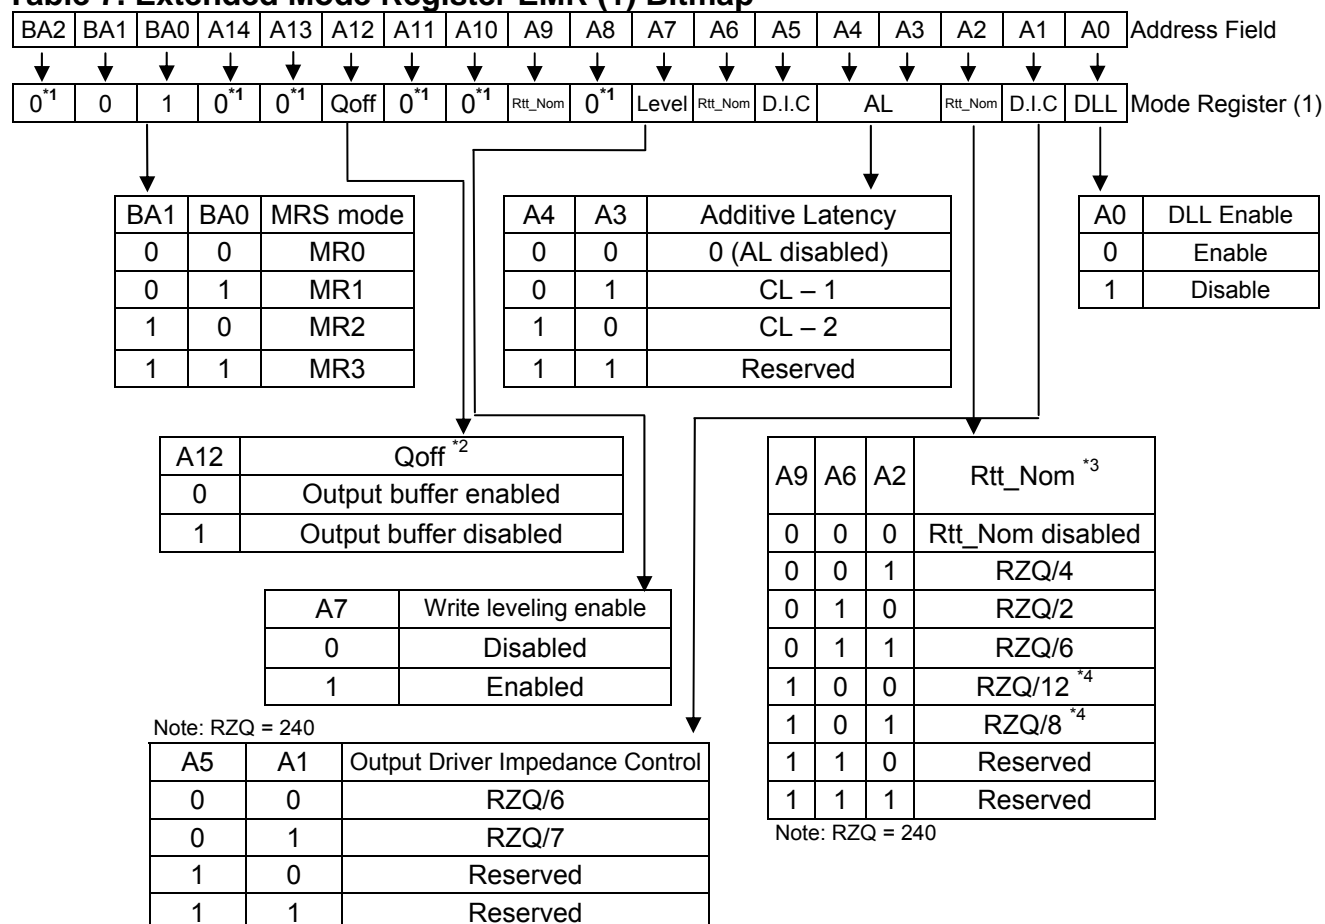 Table 7. Extended Mode Register EMR (1) Bitmap
BA2 BA1 BA0 A14 A13 A12 A11 A10 A9 A8 A7 A6 A5 A4 A3 A2 A1 A0 Address Field
0*1 0 1 0*1 0*1 Qoff 0*1 0*1 Rtt_Nom 0*1 Level Rtt_Nom D.I.C AL Rtt_Nom D.I.C DLL Mode Register (1)
BA1 BA0 MRS mode
0 0 MR0
0 1 MR1
1 0 MR2
1 1 MR3
A4 A3 Additive Latency
0 0 0 (AL disabled)
0 1 CL – 1
1 0 CL – 2
1 1 Reserved
A0 DLL Enable
0 Enable
1 Disable
A12 Qoff *2
0 Output buffer enabled
1 Output buffer disabled
A9 A6 A2 Rtt_Nom *3
0 0 0 Rtt_Nom disabled
0 0 1 RZQ/4
0 1 0 RZQ/2
0 1 1 RZQ/6
1 0 0 RZQ/12 *4
1 0 1 RZQ/8 *4
1 1 0 Reserved
1 1 1 Reserved
Note: RZQ = 240
A7 Write leveling enable
0 Disabled
1 Enabled
Note: RZQ = 240
A5 A1 Output Driver Impedance Control
0 0 RZQ/6
0 1 RZQ/7
1 0 Reserved
1 1 Reserved